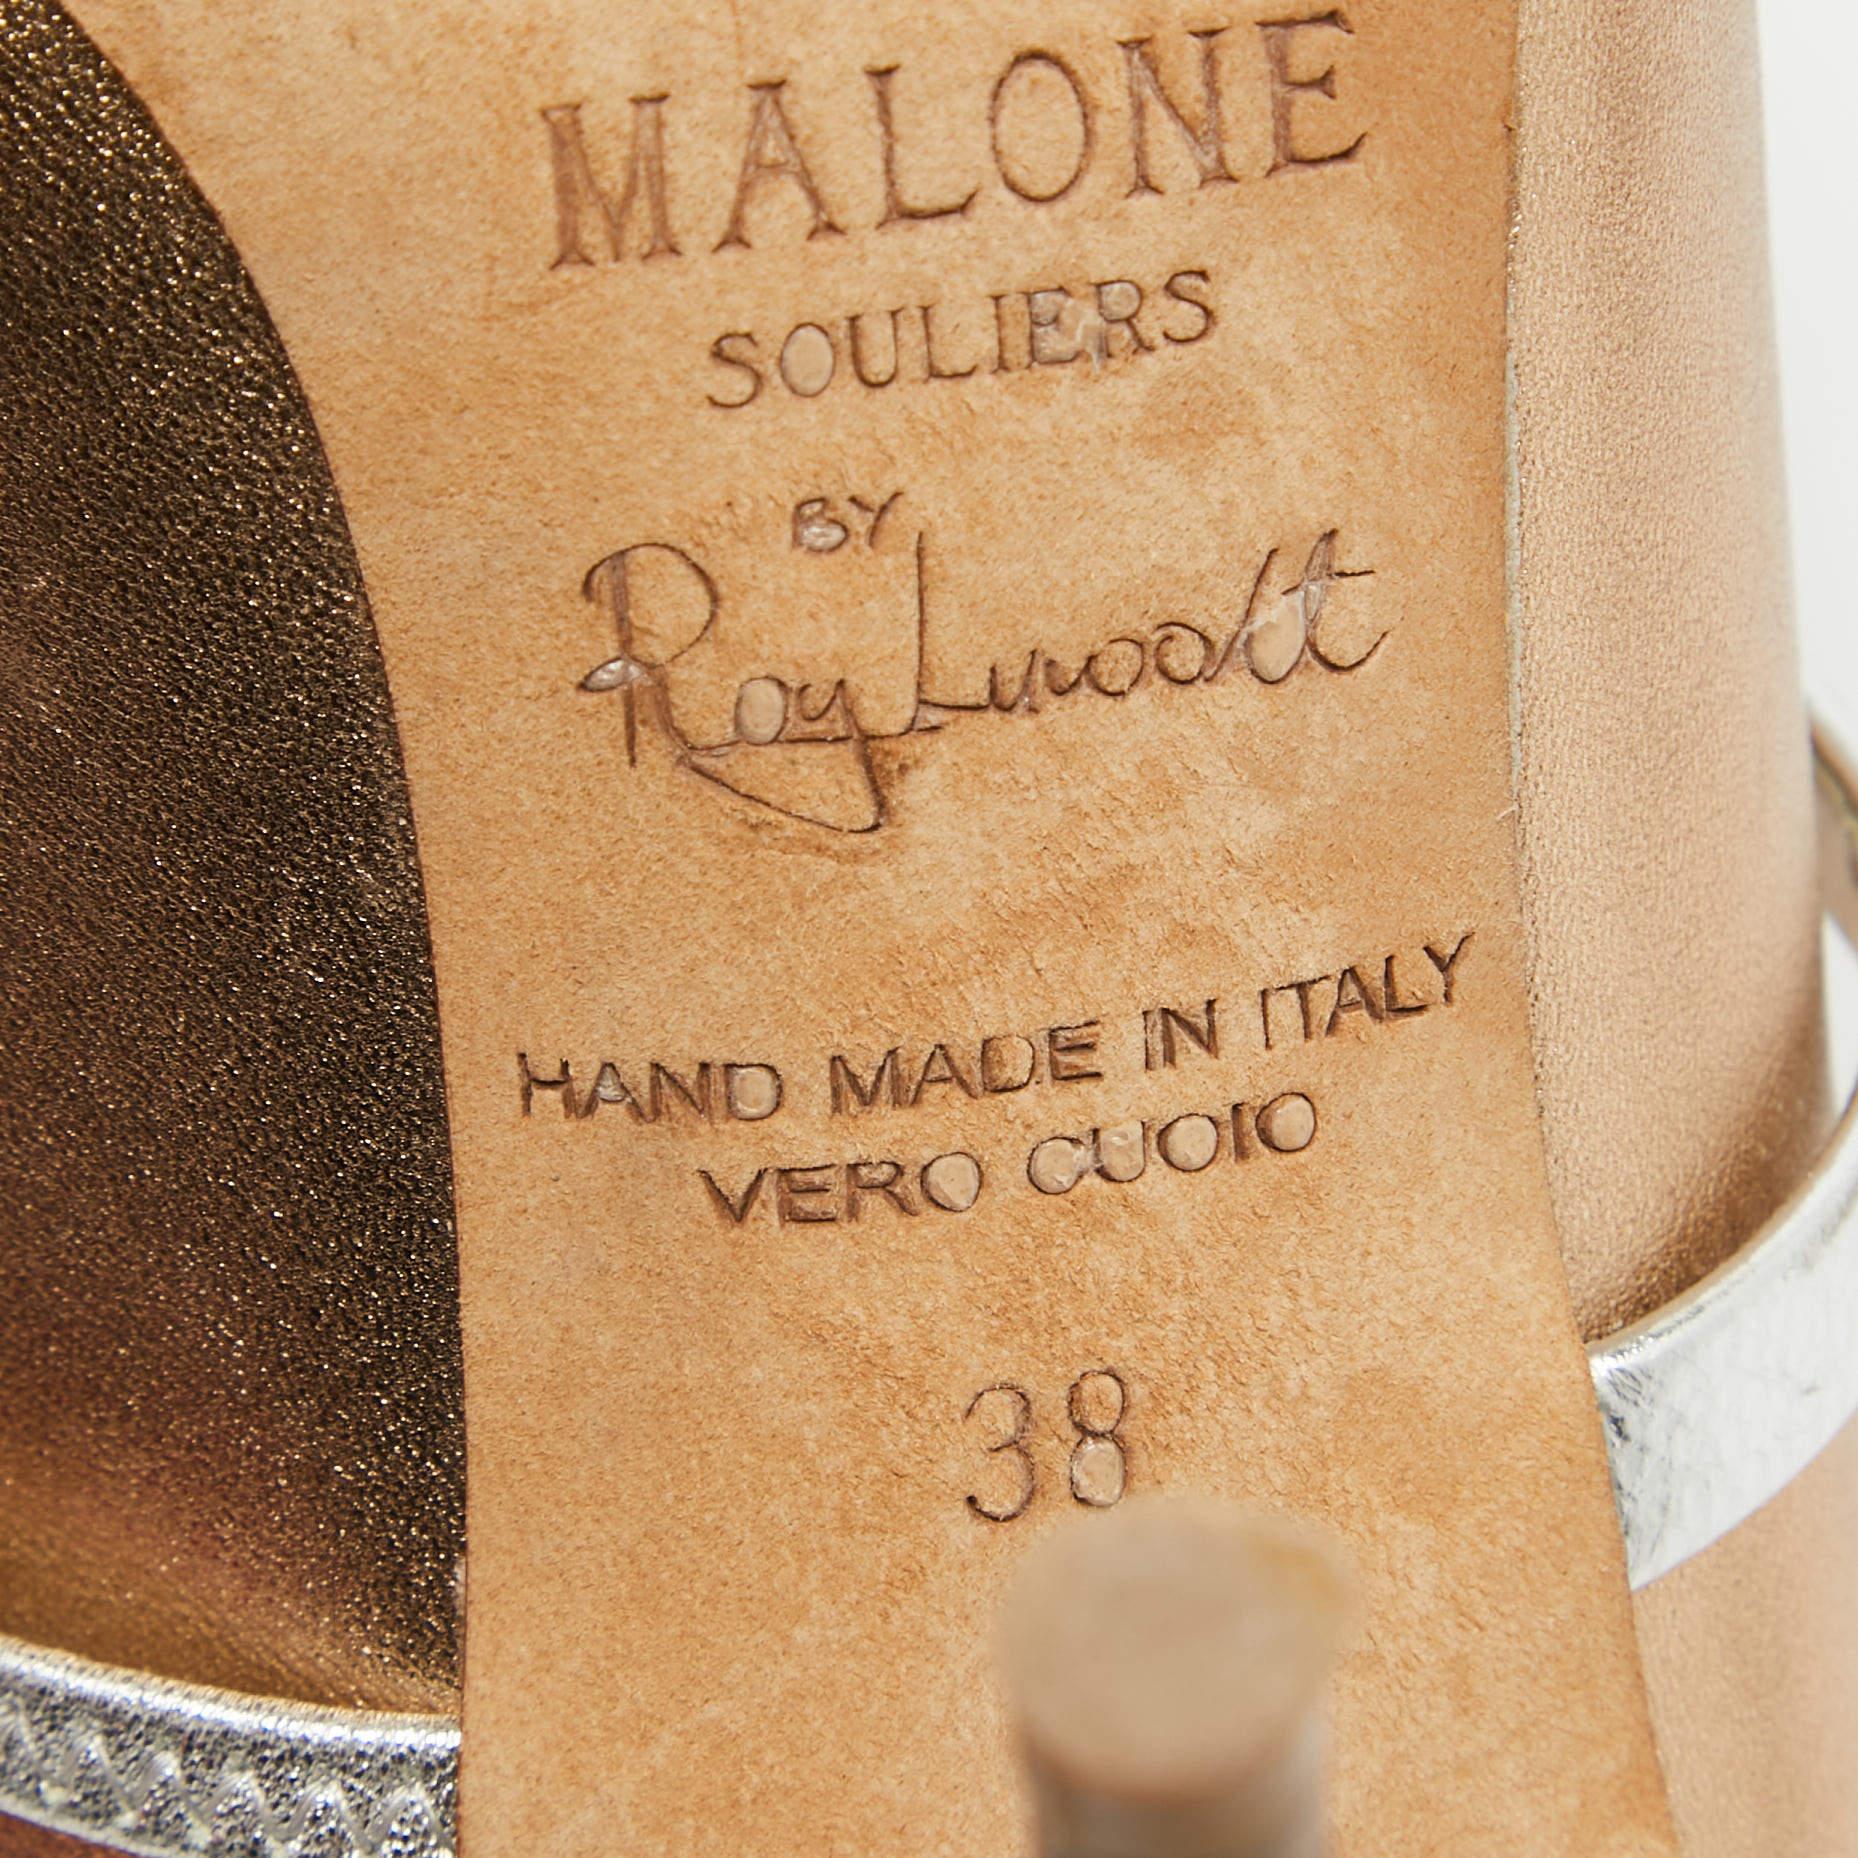 MALONE
SOULIERS
BY
Roy Luwolt
HAND MADE IN ITALY
VERO CUOIO
38